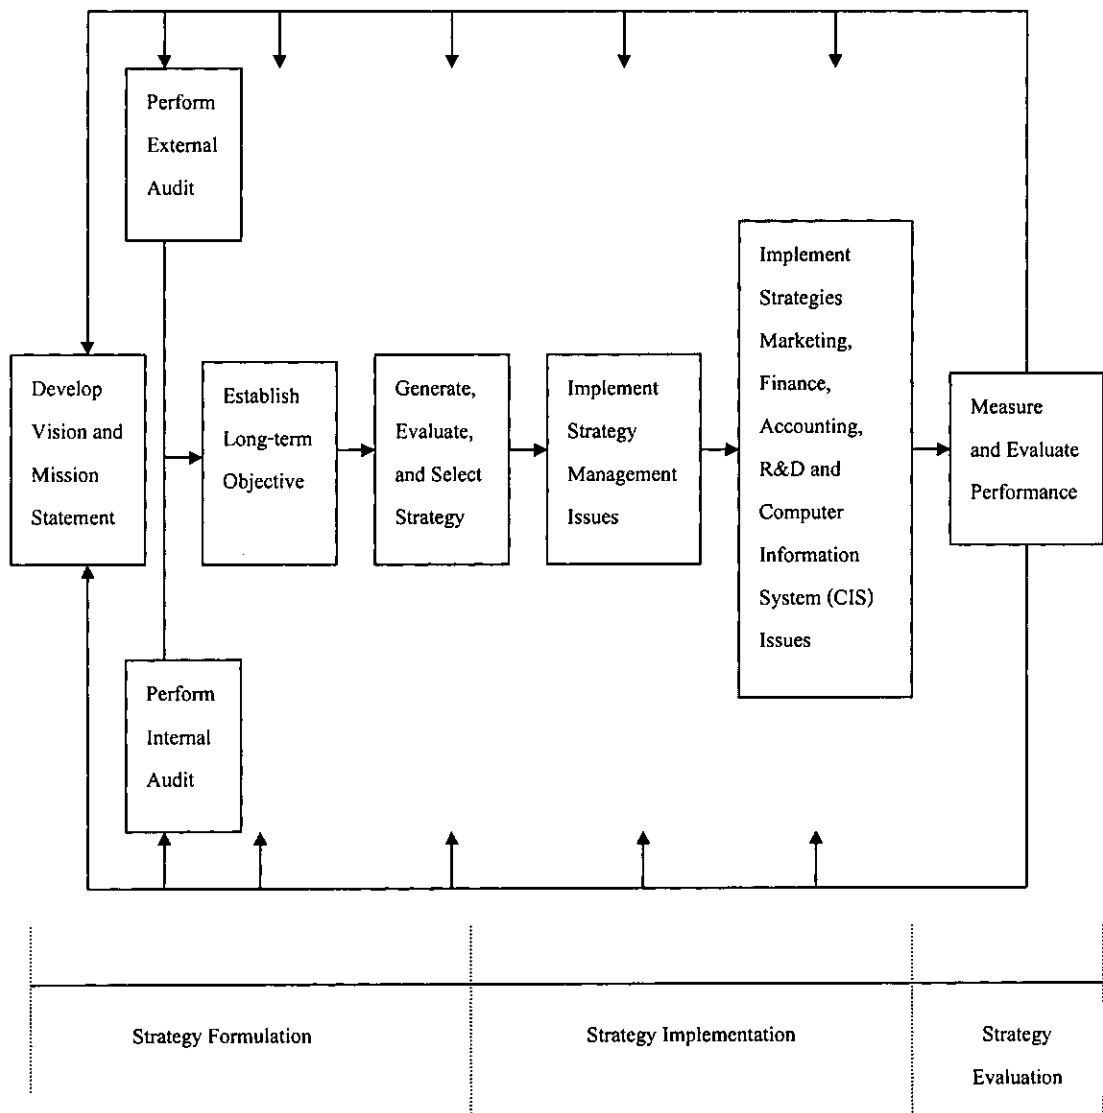 Perform
External
Audit
Develop
Vision and
Mission
Statement
Establish
Long-term
Objective
Generate,
Evaluate,
and Select
Strategy
Implement
Strategy
Management
Issues
Implement
Strategies
Marketing,
Finance,
Accounting,
R&D and
Computer
Information
System (CIS)
Issues
Measure
and Evaluate
Performance
Perform
Internal
Audit
Strategy Formulation
Strategy Implementation
Strategy
Evaluation